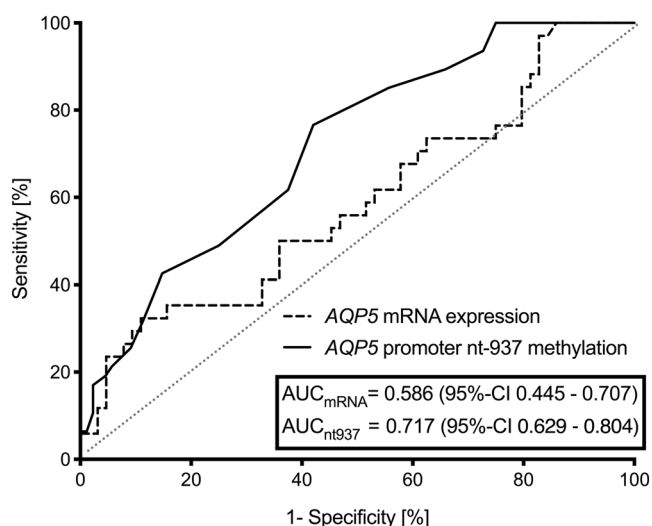 100
80
60
40
20
0
Sensitivity [%]
AQP5 mRNA expression
AQP5 promoter nt-937 methylation
AUCmRNA= 0.586 (95%-CI 0.445 - 0.707)
AUCnt937 = 0.717 (95%-CI 0.629 - 0.804)
0 20 40 60 80 100
1- Specificity [%]